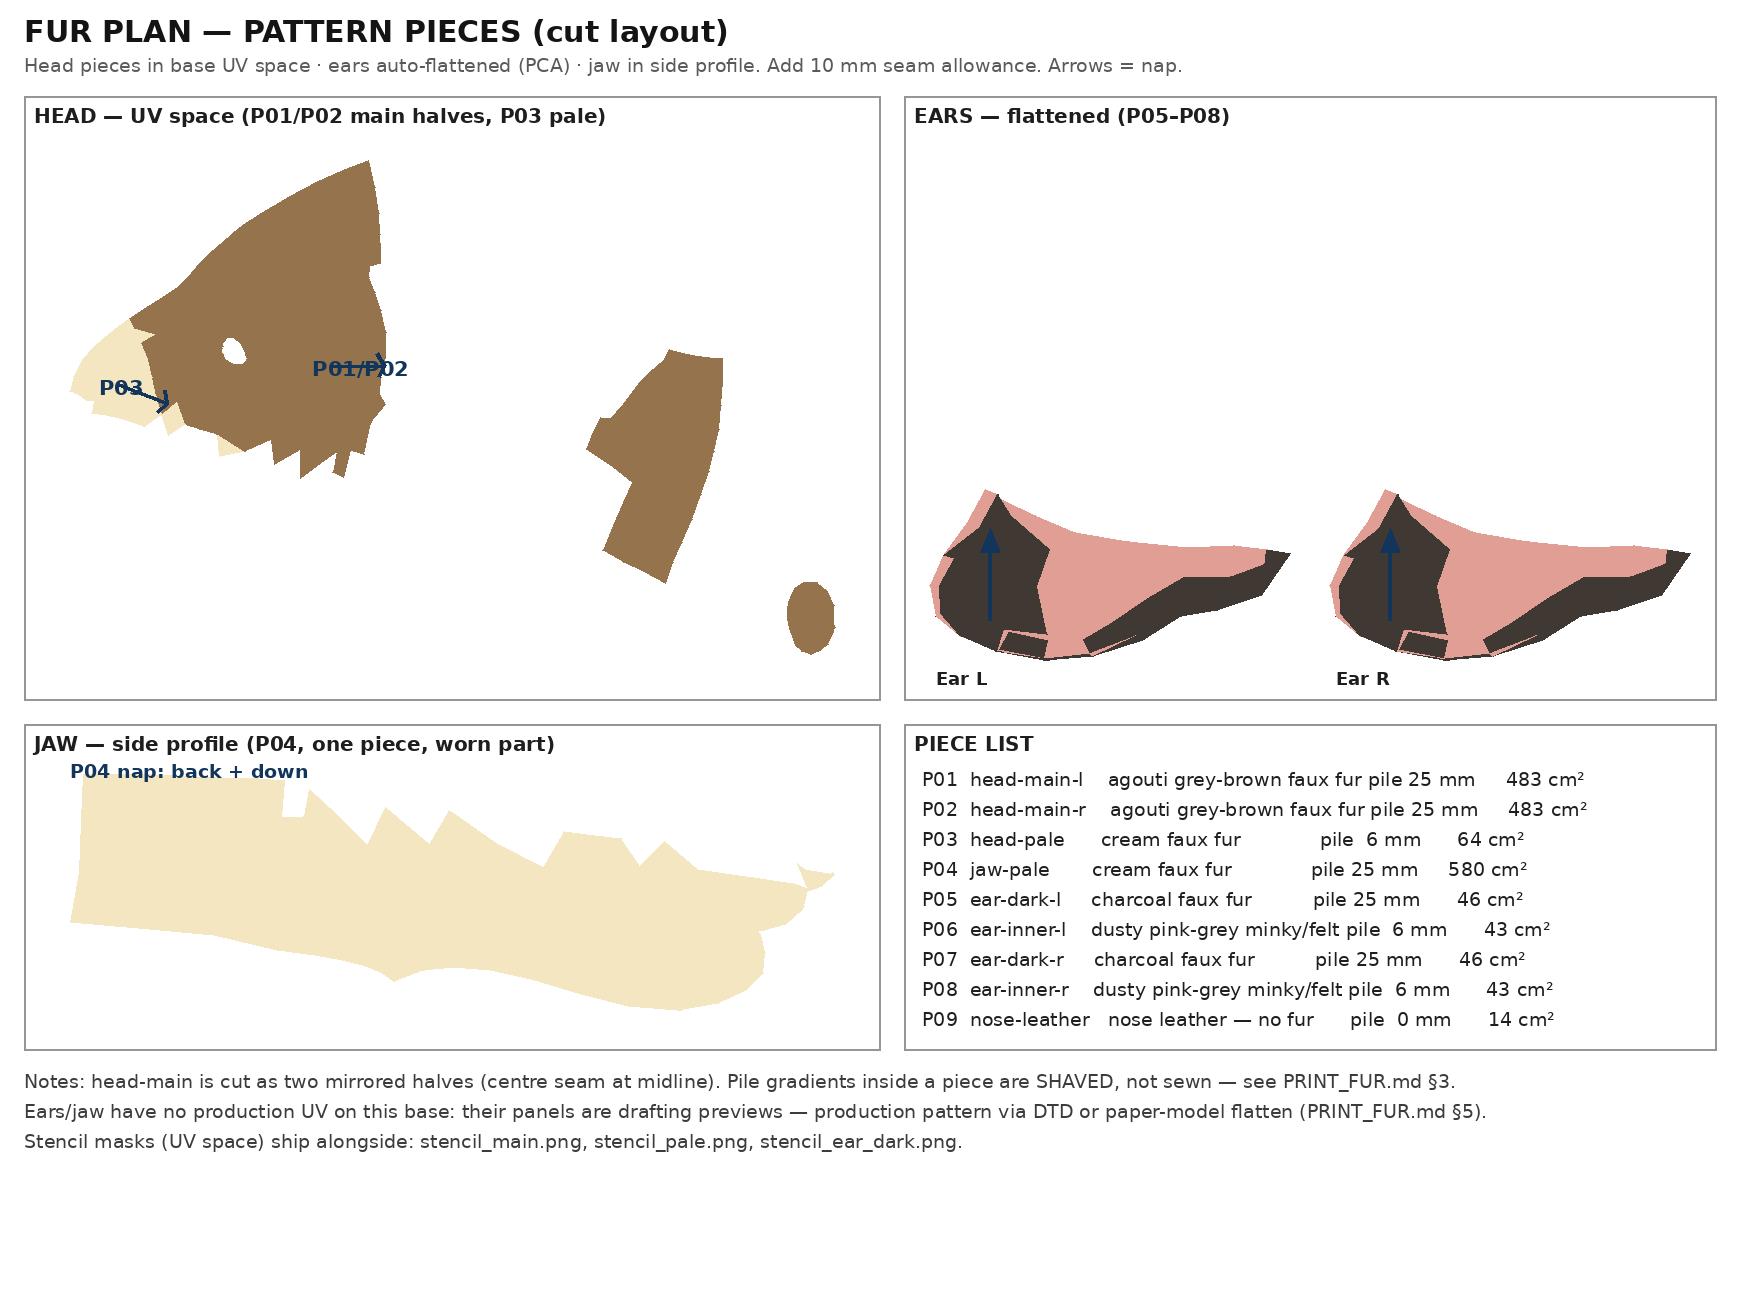 FUR PLAN — PATTERN PIECES (cut layout)
Head pieces in base UV space · ears auto-flattened (PCA) · jaw in side profile. Add 10 mm seam allowance. Arrows = nap.
HEAD — UV space (P01/P02 main halves, P03 pale)
P01/P02
P03
EARS — flattened (P05–P08)
Ear L
Ear R
JAW — side profile (P04, one piece, worn part)
P04 nap: back + down
PIECE LIST
P01 head-main-l agouti grey-brown faux fur pile 25 mm 483 cm²
P02 head-main-r agouti grey-brown faux fur pile 25 mm 483 cm²
P03 head-pale cream faux fur pile 6 mm 64 cm²
P04 jaw-pale cream faux fur pile 25 mm 580 cm²
P05 ear-dark-l charcoal faux fur pile 25 mm 46 cm²
P06 ear-inner-l dusty pink-grey minky/felt pile 6 mm 43 cm²
P07 ear-dark-r charcoal faux fur pile 25 mm 46 cm²
P08 ear-inner-r dusty pink-grey minky/felt pile 6 mm 43 cm²
P09 nose-leather nose leather — no fur pile 0 mm 14 cm²
Notes: head-main is cut as two mirrored halves (centre seam at midline). Pile gradients inside a piece are SHAVED, not sewn — see PRINT_FUR.md §3.
Ears/jaw have no production UV on this base: their panels are drafting previews — production pattern via DTD or paper-model flatten (PRINT_FUR.md §5).
Stencil masks (UV space) ship alongside: stencil_main.png, stencil_pale.png, stencil_ear_dark.png.